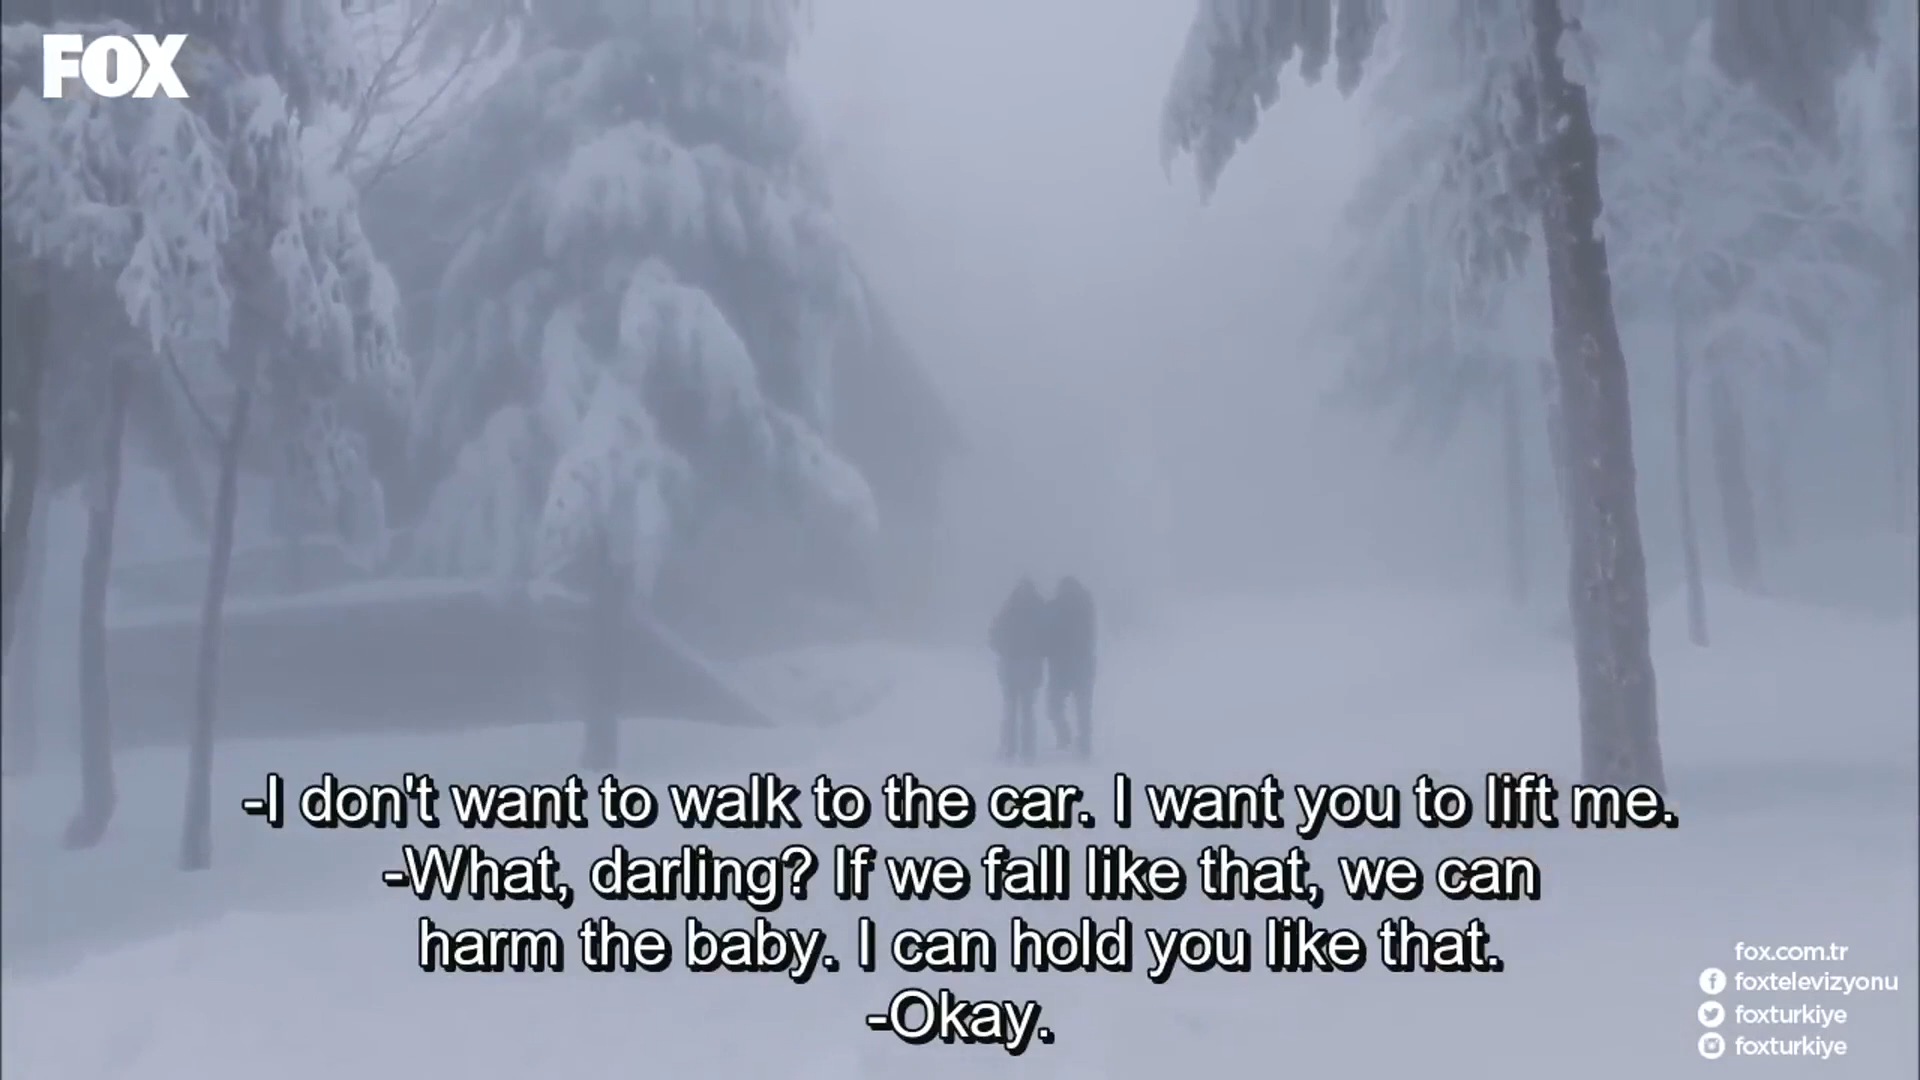 FOX
-I don't want to walk to the car. I want you to lift me.
-What, darling? If we fall like that, we can
harm the baby. I can hold you like that.
-Okay.
fox.com.tr
foxtelevizyonu
foxturkiye
foxturkiye